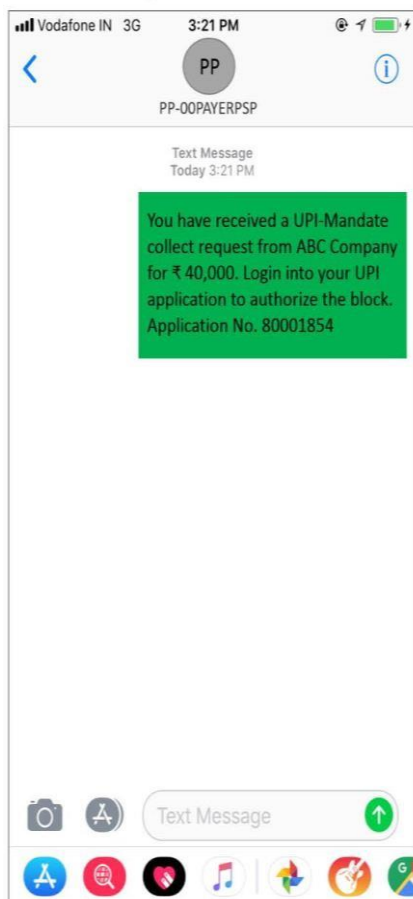 Vodafone IN 3G 3:21 PM
PP
PP-OOPAYERPSP
Text Message
Today 3:21 PM
You have received a UPI-Mandate
collect request from ABC Company
for ₹ 40,000. Login into your UPI
application to authorize the block.
Application No. 80001854
Text Message
G